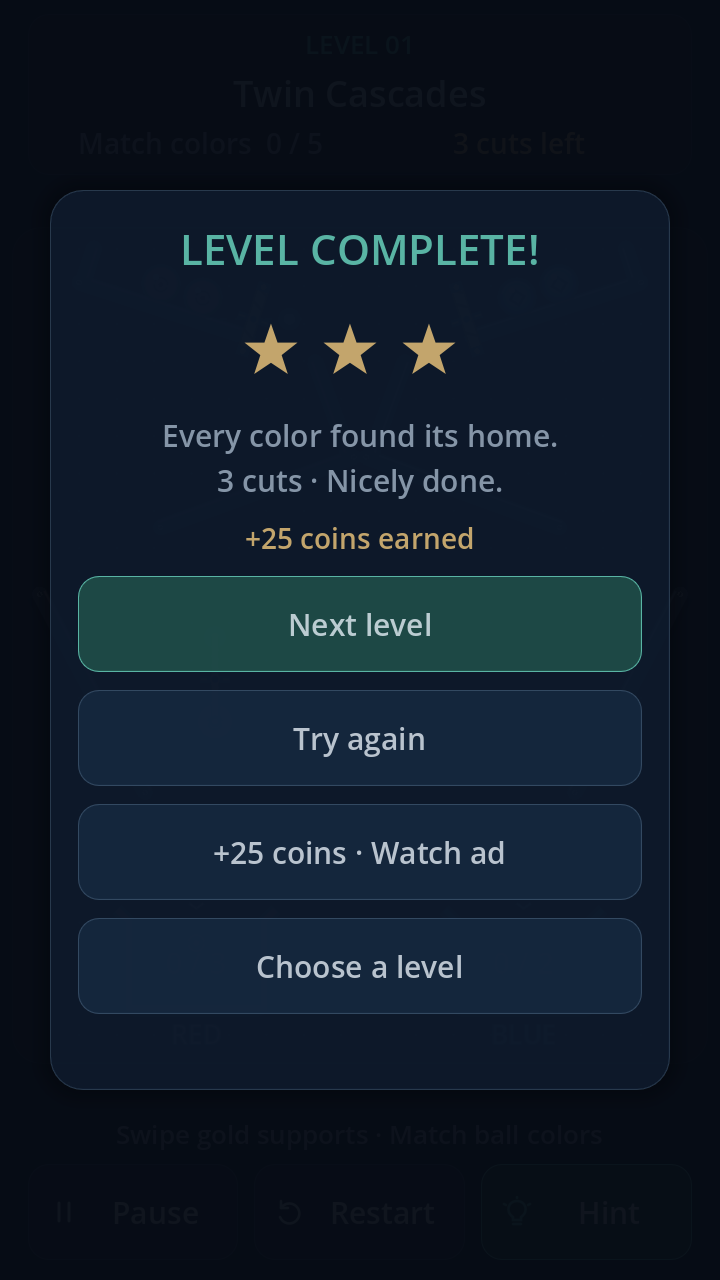 LEVEL 01
Twin Cascades
Match colors 0 / 5
3 cuts left
LEVEL COMPLETE!
Every color found its home.
3 cuts · Nicely done.
+25 coins earned
Next level
Try again
+25 coins · Watch ad
Choose a level
RED
Swipe gold supports · Match ball colors
Pause
Restart
Hint